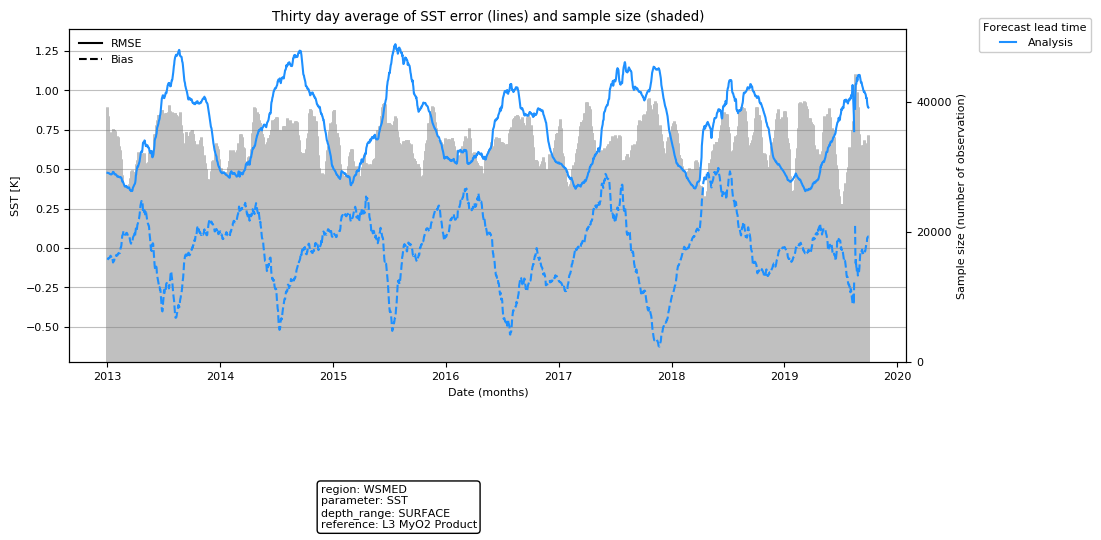 Thirty day average of SST error (lines) and sample size (shaded)
Forecast lead time
Analysis
RMSE
Bias
1.25
1.00
0.75
0.50
0.25
0.00
−0.25
−0.50
SST [K]
40000
20000
0
Sample size (number of observation)
2013 2014 2015 2016 2017 2018 2019 2020
Date (months)
region: WSMED
parameter: SST
depth_range: SURFACE
reference: L3 MyO2 Product